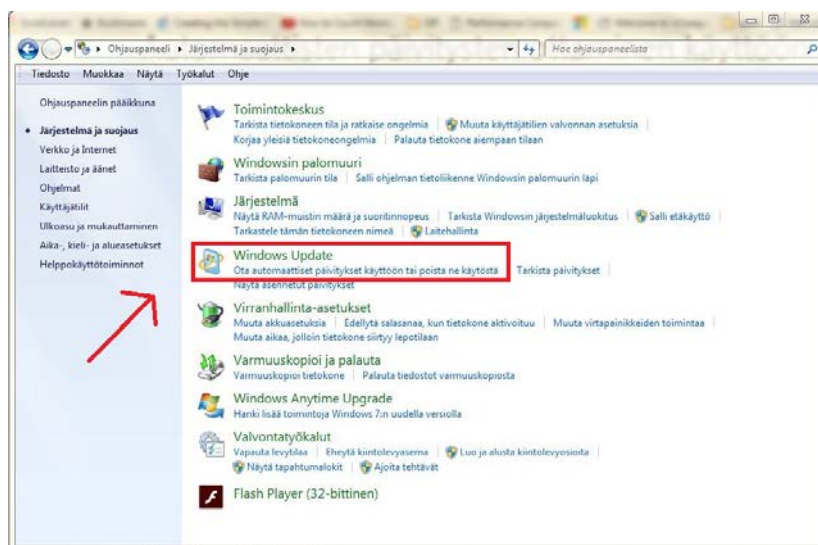 Ohjauspaneeli ▸ Järjestelmä ja suojaus ▸
Hae ohjauspaneelista
Tiedosto Muokkaa Näytä Työkalut Ohje
Ohjauspaneelin pääikkuna
Järjestelmä ja suojaus
Verkko ja Internet
Laitteisto ja äänet
Ohjelmat
Käyttäjätilit
Ulkoasu ja mukauttaminen
Aika-, kieli- ja alueasetukset
Helppokäyttötoiminnot
Toimintokeskus
Tarkista tietokoneen tila ja ratkaise ongelmia Muuta käyttäjätilien valvonnan asetuksia
Korjaa yleisiä tietokoneongelmia Palauta tietokone aiempaan tilaan
Windowsin palomuuri
Tarkista palomuurin tila Salli ohjelman tietoliikenne Windowsin palomuurin läpi
Järjestelmä
Näytä RAM-muistin määrä ja suoritinnopeus Tarkista Windowsin järjestelmäluokitus Salli etäkäyttö
Tarkastele tämän tietokoneen nimeä Laitehallinta
Windows Update
Ota automaattiset päivitykset käyttöön tai poista ne käytöstä Tarkista päivitykset
Näytä asennetut päivitykset
Virranhallinta-asetukset
Muuta akkuasetuksia Edellytä salasanaa, kun tietokone aktivoituu Muuta virtapainikkeiden toimintaa
Muuta aikaa, jolloin tietokone siirtyy lepotilaan
Varmuuskopioi ja palauta
Varmuuskopioi tietokone Palauta tiedostot varmuuskopiosta
Windows Anytime Upgrade
Hanki lisää toimintoja Windows 7:n uudella versiolla
Valvontatyökalut
Vapauta levytilaa Eheytä kiintolevyasema Luo ja alusta kiintolevyosioita
Näytä tapahtumalokit Ajoita tehtävät
Flash Player (32-bittinen)